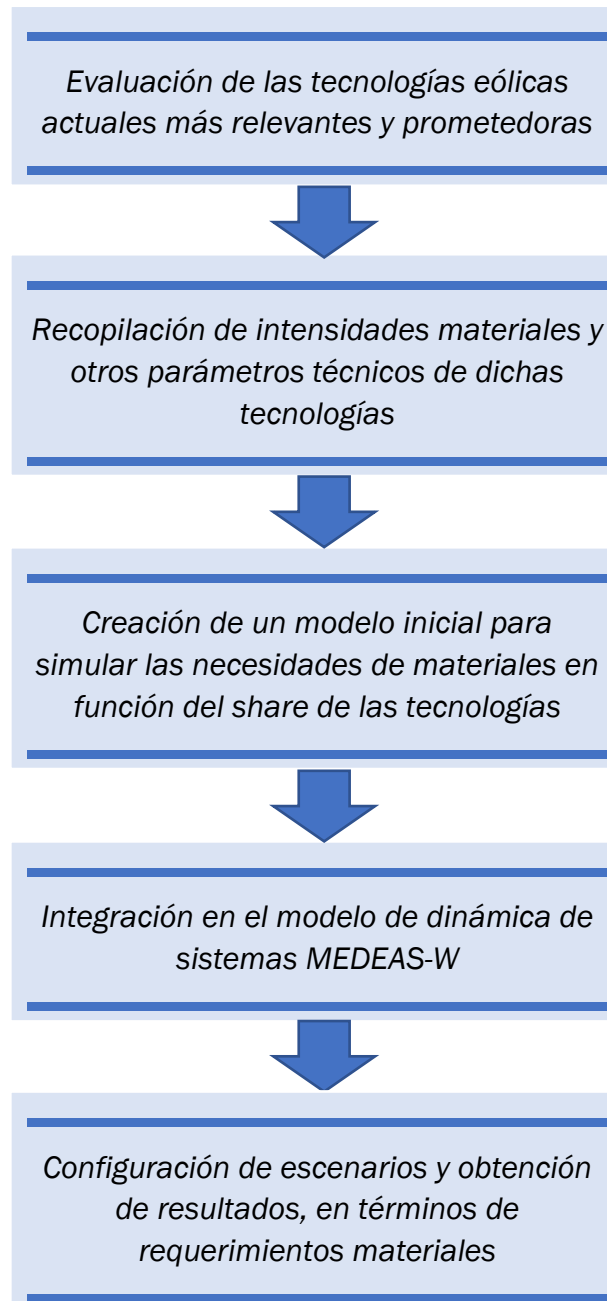 Evaluación de las tecnologías eólicas
actuales más relevantes y prometedoras
Recopilación de intensidades materiales y
otros parámetros técnicos de dichas
tecnologías
Creación de un modelo inicial para
simular las necesidades de materiales en
función del share de las tecnologías
Integración en el modelo de dinámica de
sistemas MEDEAS-W
Configuración de escenarios y obtención
de resultados, en términos de
requerimientos materiales